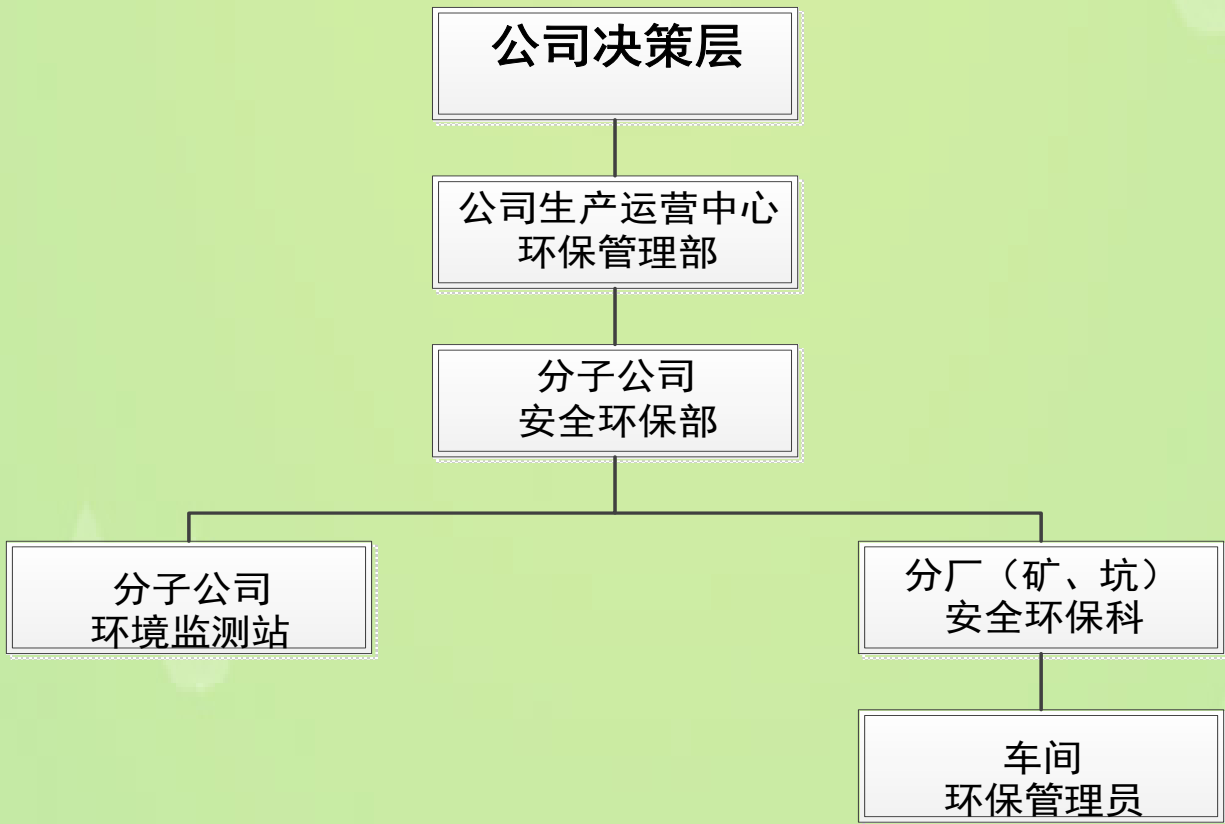 公司决策层
公司生产运营中心
环保管理部
分子公司
安全环保部
分子公司
环境监测站
分厂（矿、坑）
安全环保科
车间
环保管理员